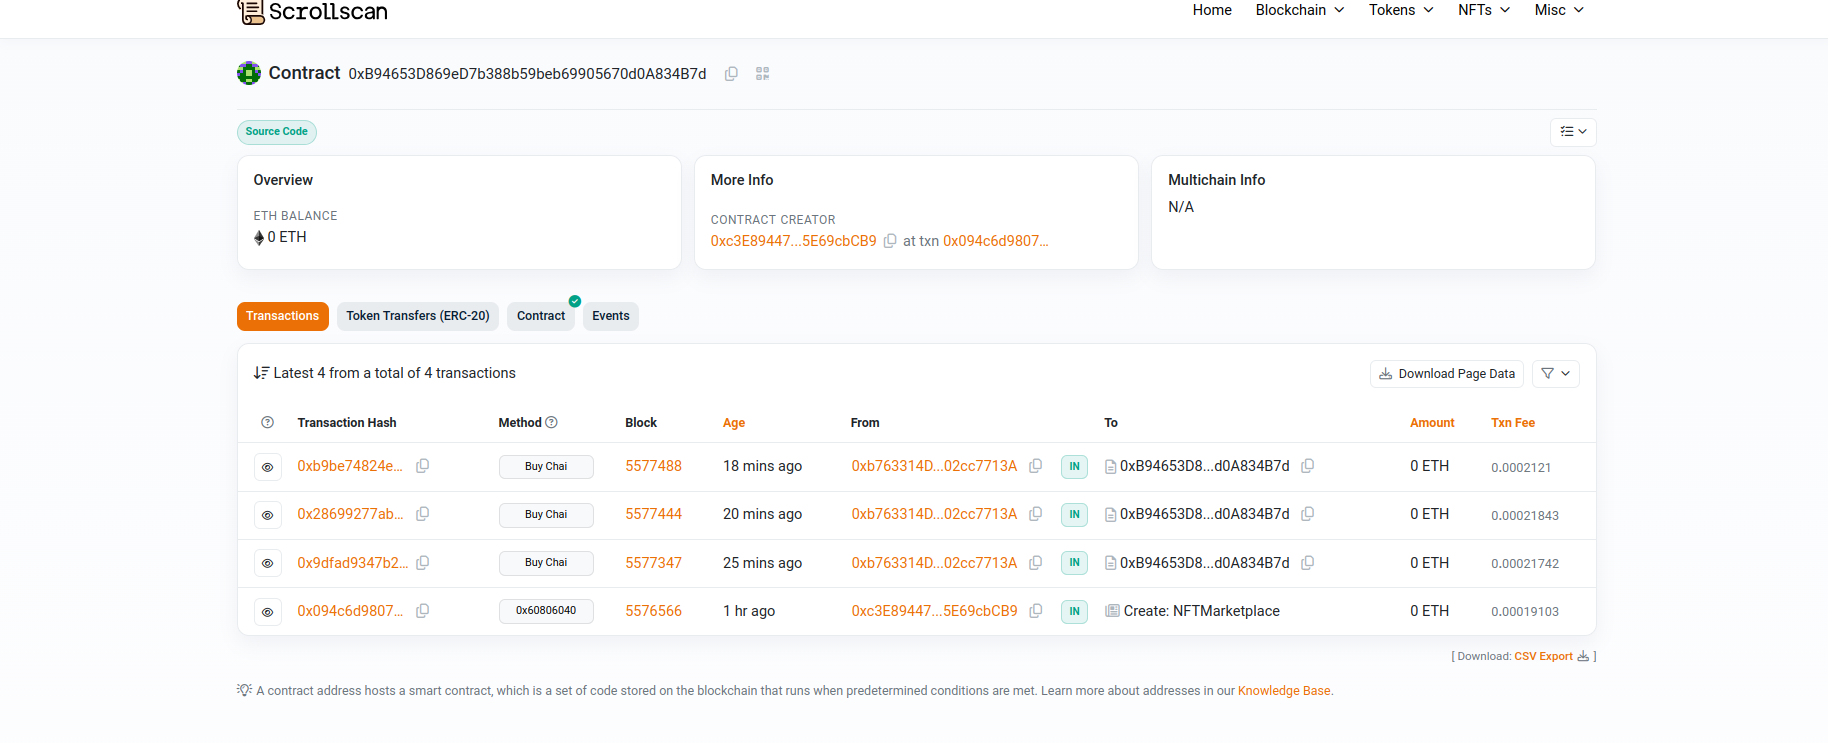 Scrollscan
Home Blockchain Tokens NFTs Misc
Contract 0xB94653D869eD7b388b59beb69905670d0A834B7d
Source Code
Overview
ETH BALANCE
0 ETH
More Info
CONTRACT CREATOR
0xc3E89447...5E69cbCB9 at txn 0x094c6d9807...
Multichain Info
N/A
Transactions Token Transfers (ERC-20) Contract Events
Latest 4 from a total of 4 transactions
Download Page Data
Transaction Hash Method Block Age From To Amount Txn Fee
0xb9be74824e... Buy Chai 5577488 18 mins ago 0xb763314D...02cc7713A IN 0xB94653D8...d0A834B7d 0 ETH 0.0002121
0x28699277ab... Buy Chai 5577444 20 mins ago 0xb763314D...02cc7713A IN 0xB94653D8...d0A834B7d 0 ETH 0.00021843
0x9dfad9347b2... Buy Chai 5577347 25 mins ago 0xb763314D...02cc7713A IN 0xB94653D8...d0A834B7d 0 ETH 0.00021742
0x094c6d9807... 0x60806040 5576566 1 hr ago 0xc3E89447...5E69cbCB9 IN Create: NFTMarketplace 0 ETH 0.00019103
[ Download: CSV Export ]
A contract address hosts a smart contract, which is a set of code stored on the blockchain that runs when predetermined conditions are met. Learn more about addresses in our Knowledge Base.